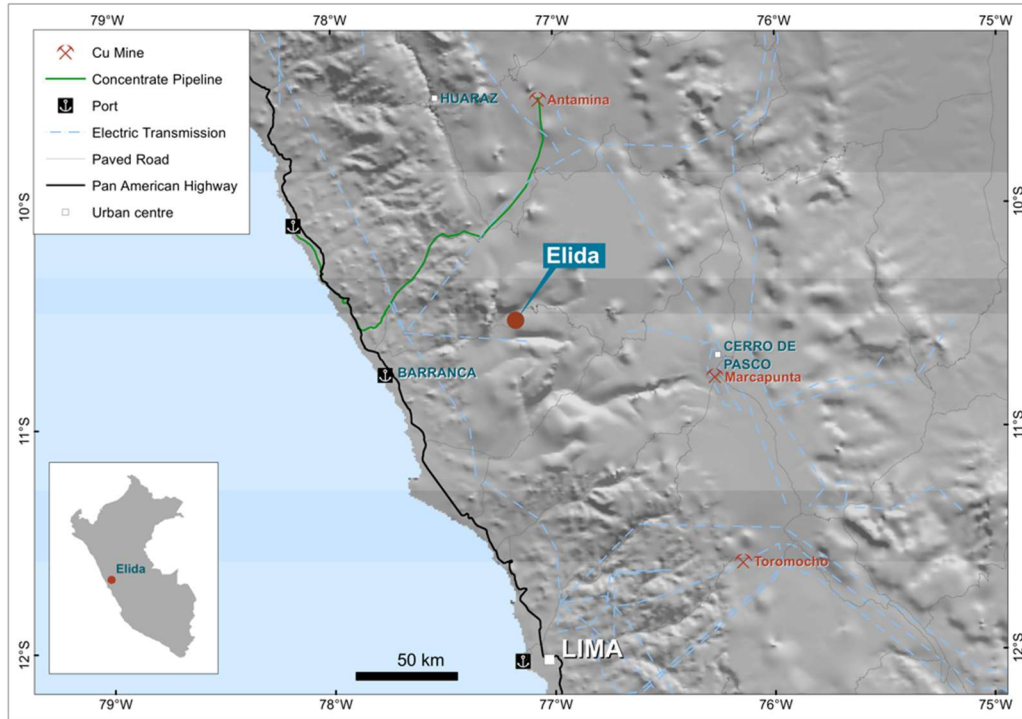 79°W 78°W 77°W 76°W 75°W
Cu Mine
Concentrate Pipeline
Port
Electric Transmission
Paved Road
Pan American Highway
Urban centre
HUARAZ
Antamina
10°S
10°S
Elida
CERRO DE
PASCO
Marcapunta
BARRANCA
11°S
11°S
Elida
Toromocho
LIMA
12°S
12°S
50 km
79°W 78°W 77°W 76°W 75°W